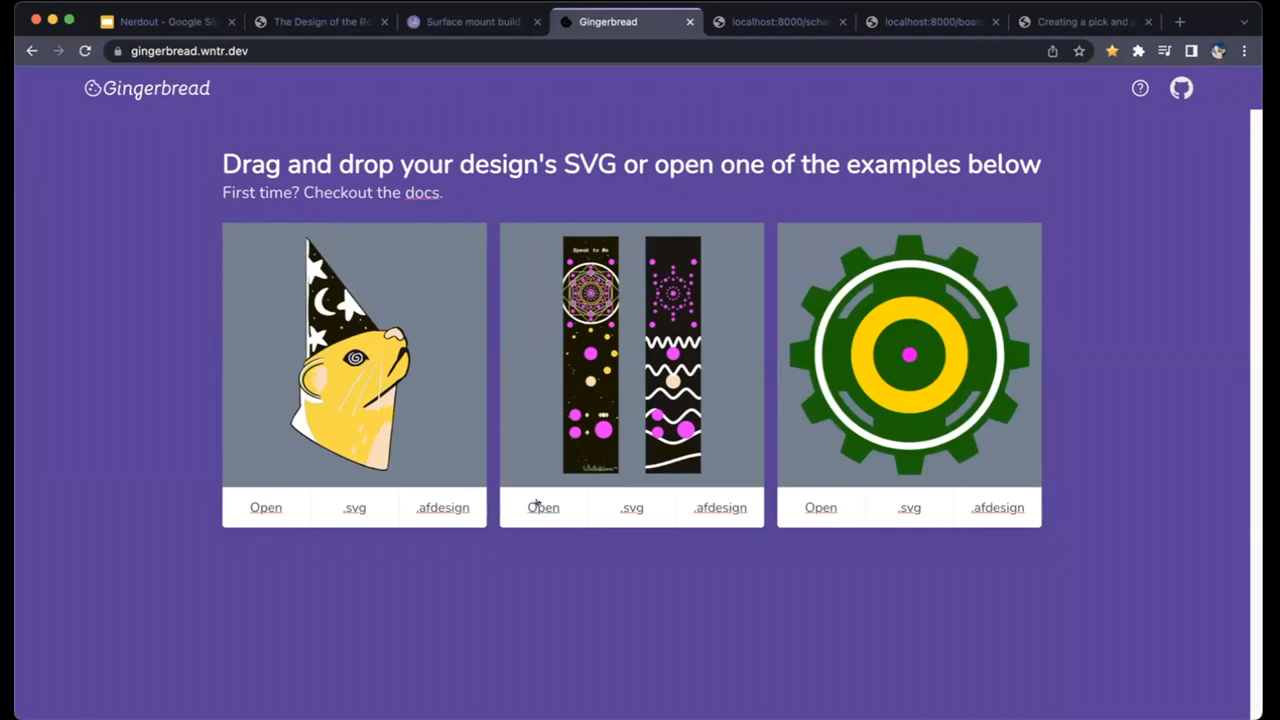 Nerdout - Google Sli
The Design of the Ro
Surface mount build
Gingerbread
localhost:8000/sche
localhost:8000/boar
Creating a pick and p
gingerbread.wntr.dev
Gingerbread
Drag and drop your design's SVG or open one of the examples below
First time? Checkout the docs.
Speak to Me
Open
.svg
.afdesign
Open
.svg
.afdesign
Open
.svg
.afdesign